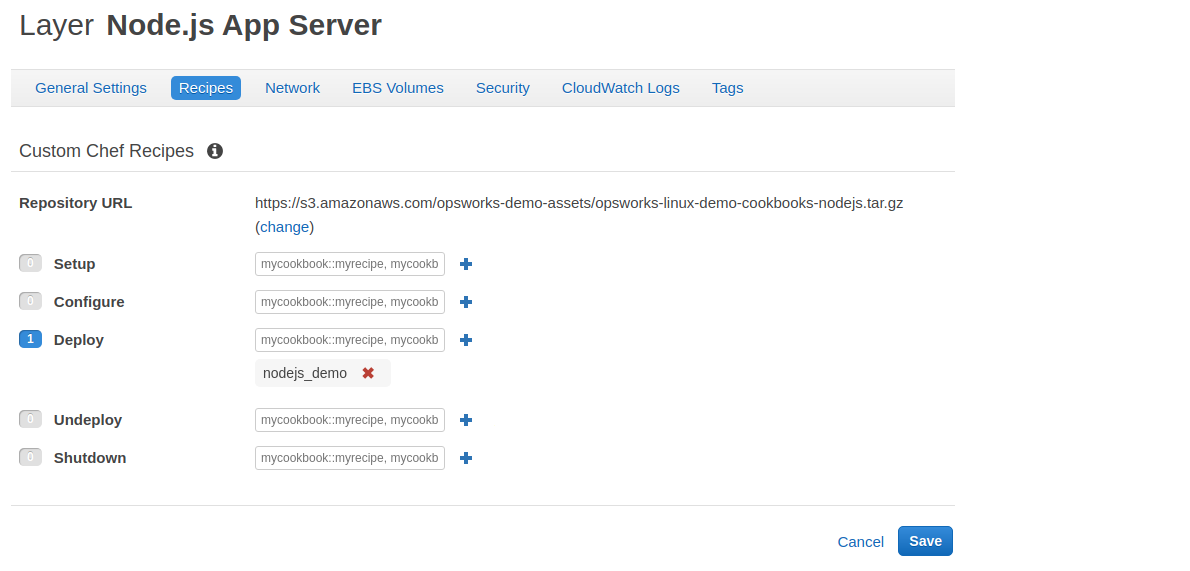 Layer Node.js App Server
General Settings Recipes Network EBS Volumes Security CloudWatch Logs Tags
Custom Chef Recipes
Repository URL https://s3.amazonaws.com/opsworks-demo-assets/opsworks-linux-demo-cookbooks-nodejs.tar.gz
(change)
0 Setup mycookbook::myrecipe, mycookb
0 Configure mycookbook::myrecipe, mycookb
1 Deploy mycookbook::myrecipe, mycookb
nodejs_demo
0 Undeploy mycookbook::myrecipe, mycookb
0 Shutdown mycookbook::myrecipe, mycookb
Cancel Save